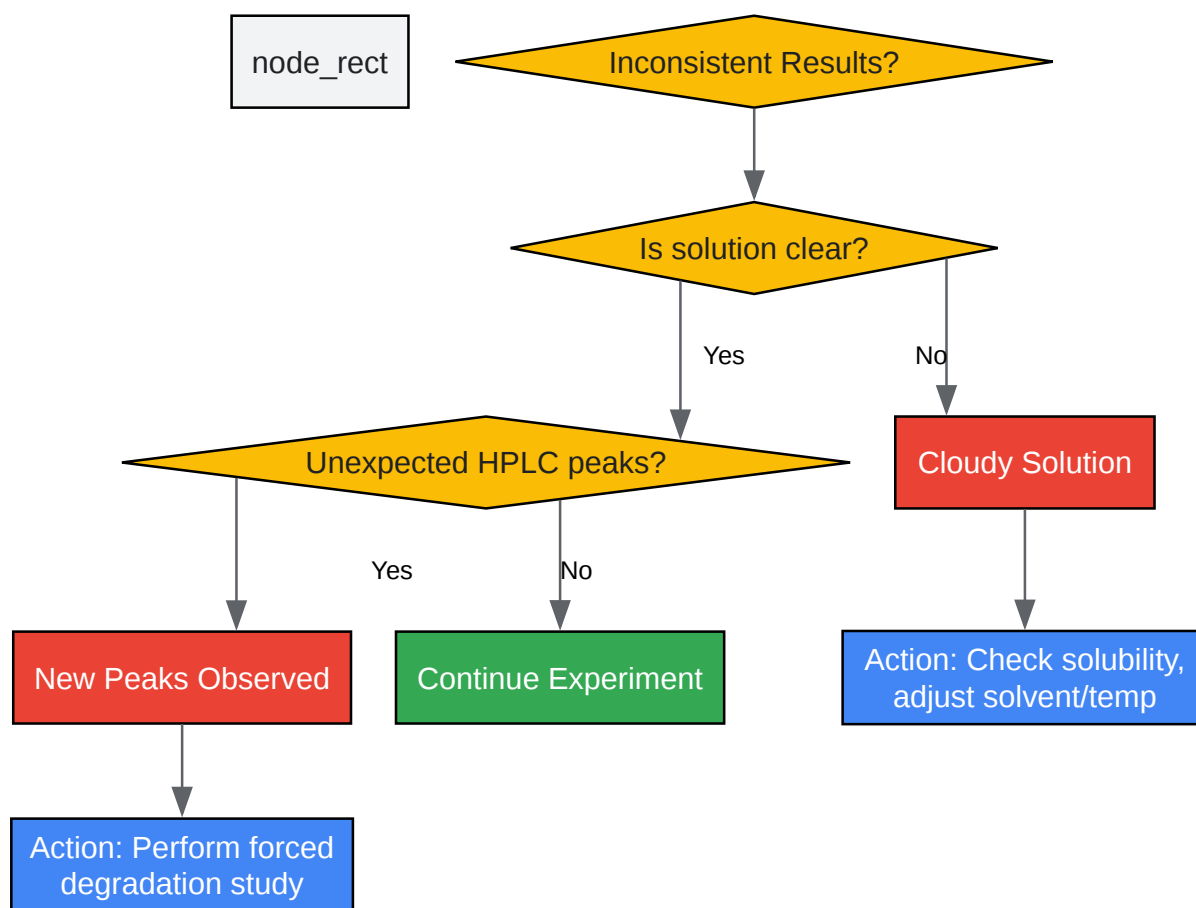 node_rect
Inconsistent Results?
Is solution clear?
Yes
No
Unexpected HPLC peaks?
Cloudy Solution
Yes
No
New Peaks Observed
Continue Experiment
Action: Check solubility,
adjust solvent/temp
Action: Perform forced
degradation study